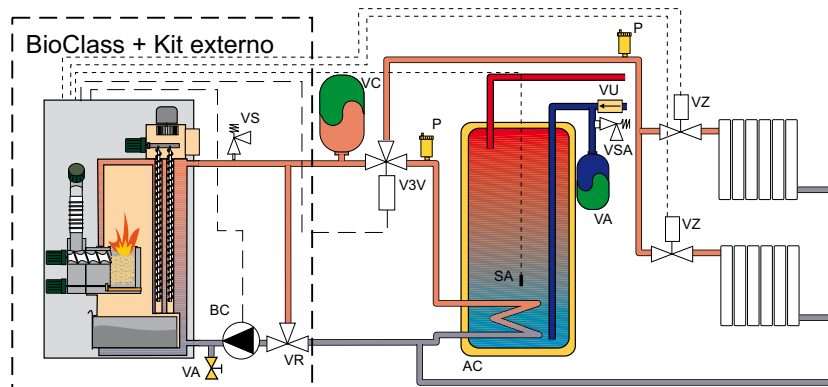 BioClass + Kit externo
P
VC
VU
VZ
VS
P
VSA
V3V
VA
VZ
SA
BC
VR
VA
AC